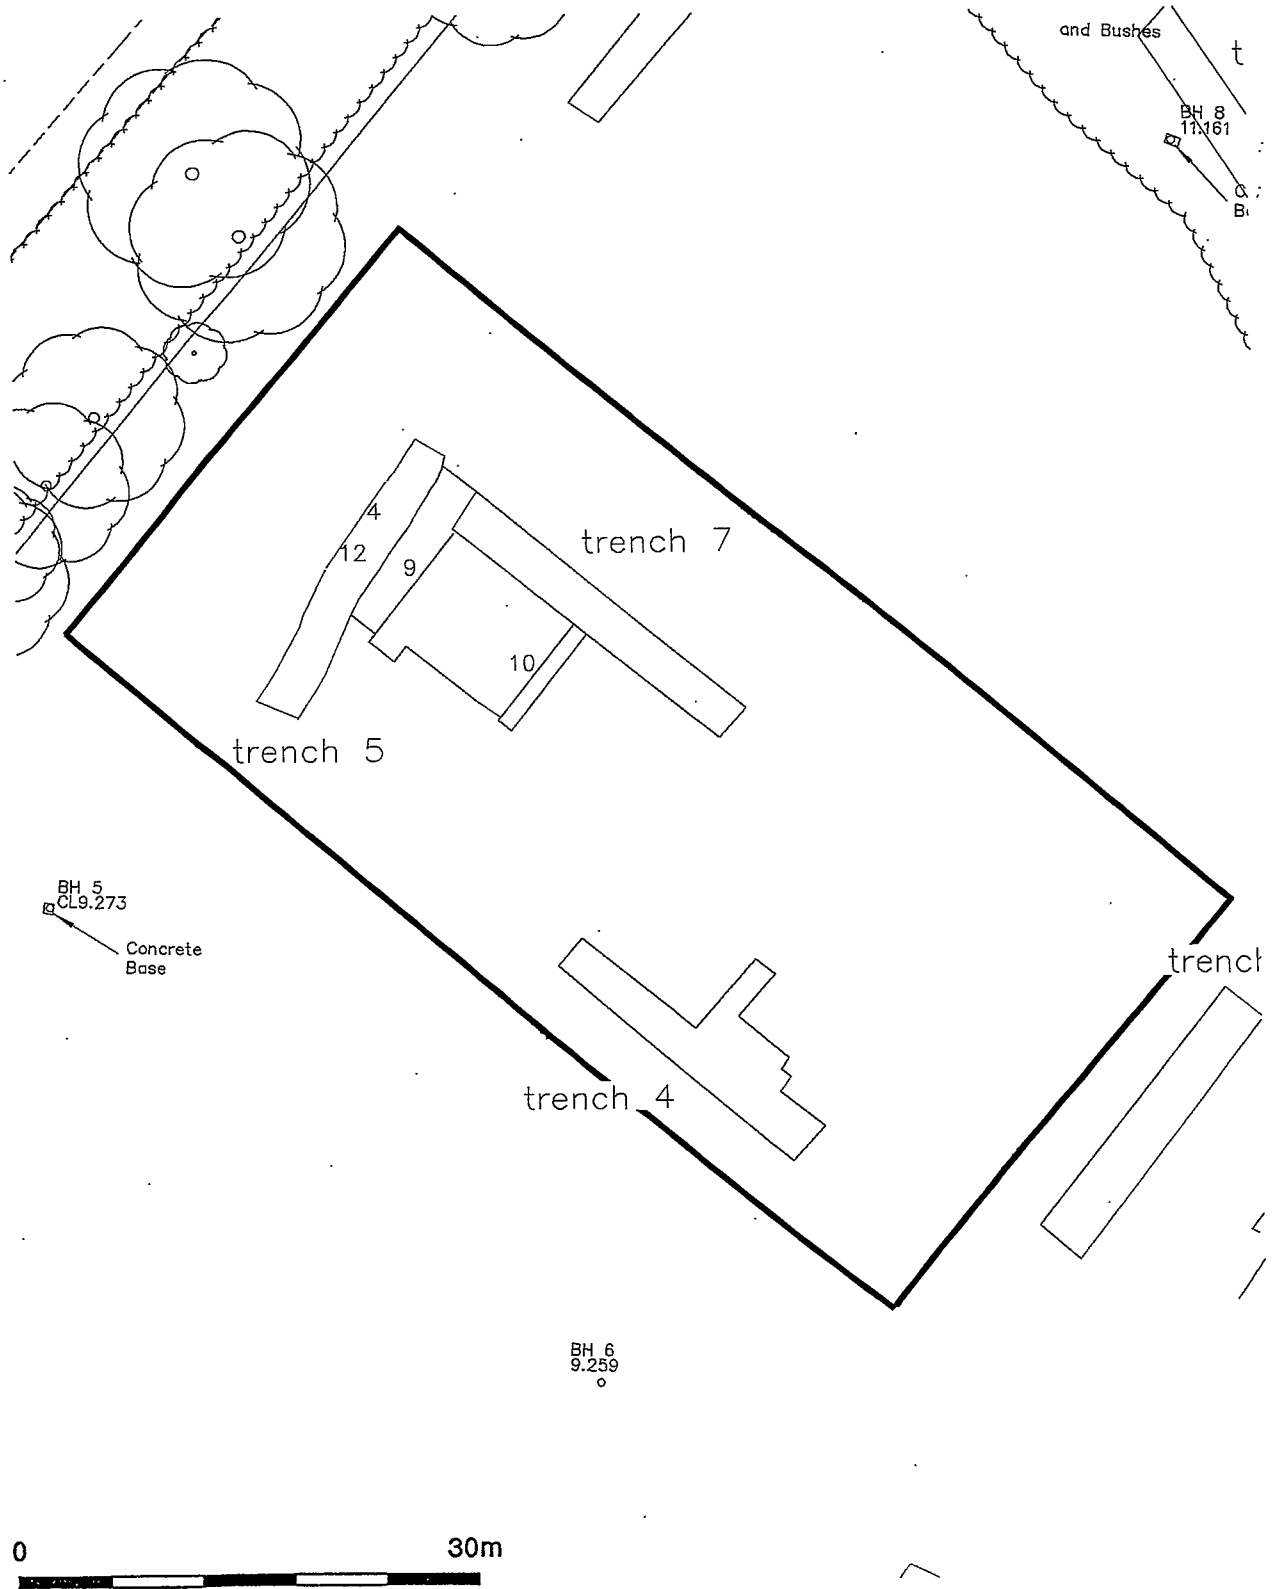 and Bushes
t
BH 8
11.161
B
4
12
9
trench 7
10
trench 5
BH 5
CL9.273
Concrete
Base
trench
trench 4
BH 6
9.259
0 30m